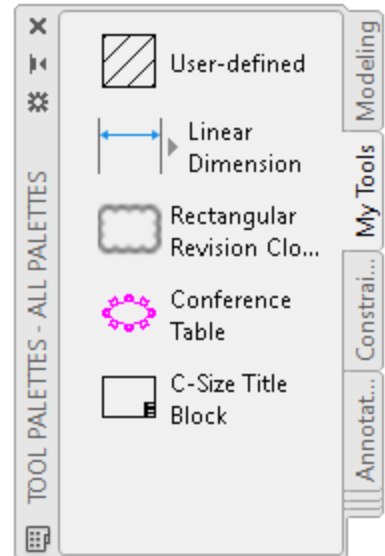 TOOL PALETTES - ALL PALETTES
User-defined
Linear
Dimension
Rectangular
Revision Clo...
Conference
Table
C-Size Title
Block
Modeling
My Tools
Constrai...
Annotat...